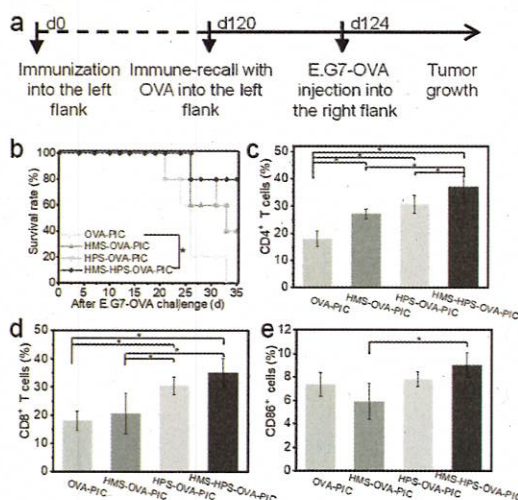 a
d0
d120
d124
Immunization
into the left
flank
Immune-recall with
OVA into the left
flank
E.G7-OVA
injection into
the right flank
Tumor
growth
b
Survival rate (%)
100
80
60
40
20
0
OVA-PIC
HMS-OVA-PIC
HPS-OVA-PIC
HMS-HPS-OVA-PIC
*
0 5 10 15 20 25 30 35
After E.G7-OVA challenge (d)
c
CD4+ T cells (%)
50
40
30
20
10
0
*
*
*
*
*
OVA-PIC
HMS-OVA-PIC
HPS-OVA-PIC
HMS-HPS-OVA-PIC
d
CD8+ T cells (%)
50
40
30
20
10
0
*
*
*
*
OVA-PIC
HMS-OVA-PIC
HPS-OVA-PIC
HMS-HPS-OVA-PIC
e
CD86+ cells (%)
12
10
8
6
4
2
0
*
OVA-PIC
HMS-OVA-PIC
HPS-OVA-PIC
HMS-HPS-OVA-PIC